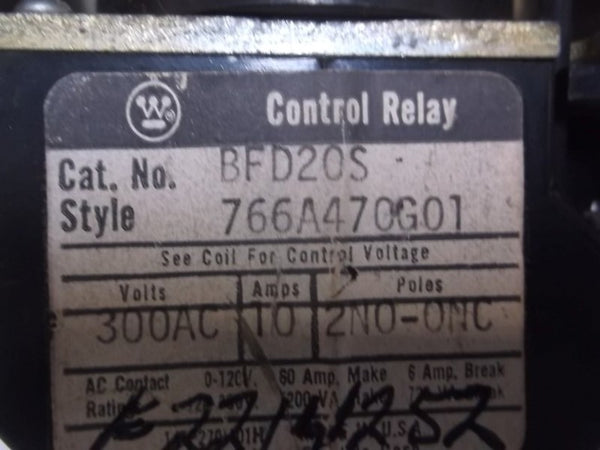 W Control Relay
Cat. No. BFD20S
Style 766A470G01
See Coil For Control Voltage
Volts Amps Poles
300AC 10 2NO-ONC
AC Contact 0-120V. 60 Amp. Make 6 Amp. Break
U.S.A.